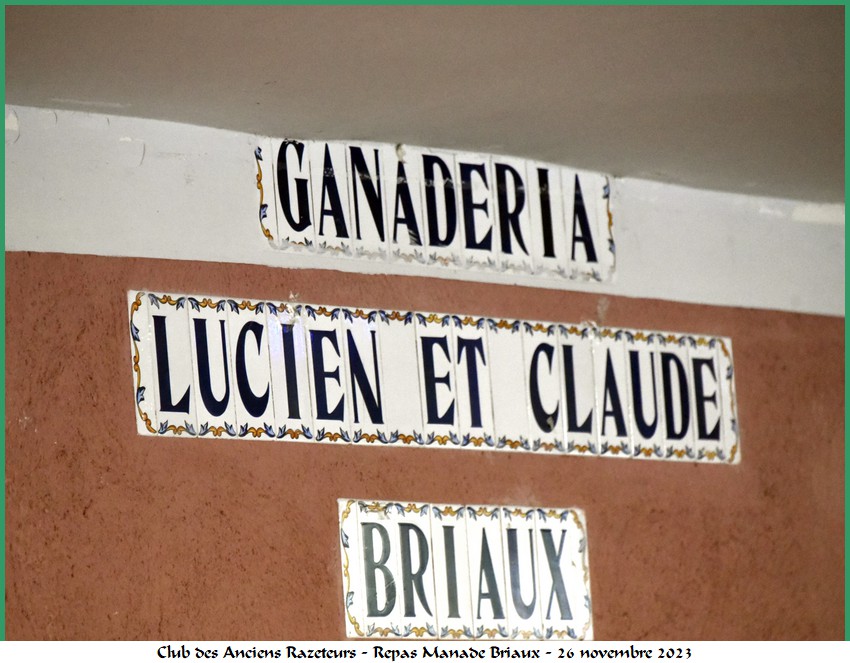 GANADERIA
LUCIEN ET CLAUDE
BRIAUX
Club des Anciens Razeteurs - Repas Manade Briaux - 26 novembre 2023